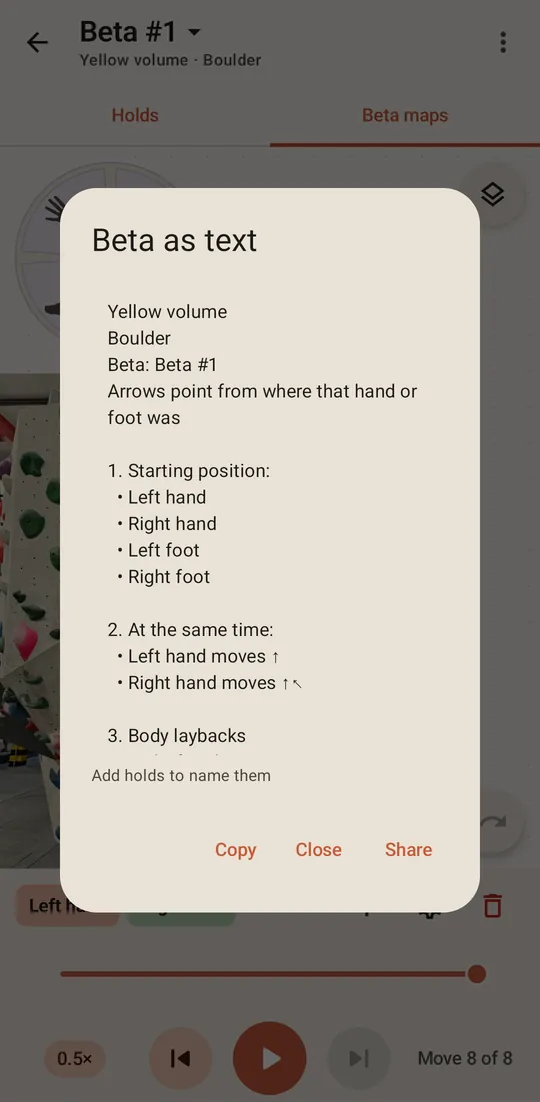 Beta #1
Yellow volume · Boulder
Holds
Beta maps
Beta as text
Yellow volume
Boulder
Beta: Beta #1
Arrows point from where that hand or
foot was
1. Starting position:
• Left hand
• Right hand
• Left foot
• Right foot
2. At the same time:
• Left hand moves ↑
• Right hand moves ↑↖
3. Body laybacks
Add holds to name them
Copy
Close
Share
Left
0.5×
Move 8 of 8